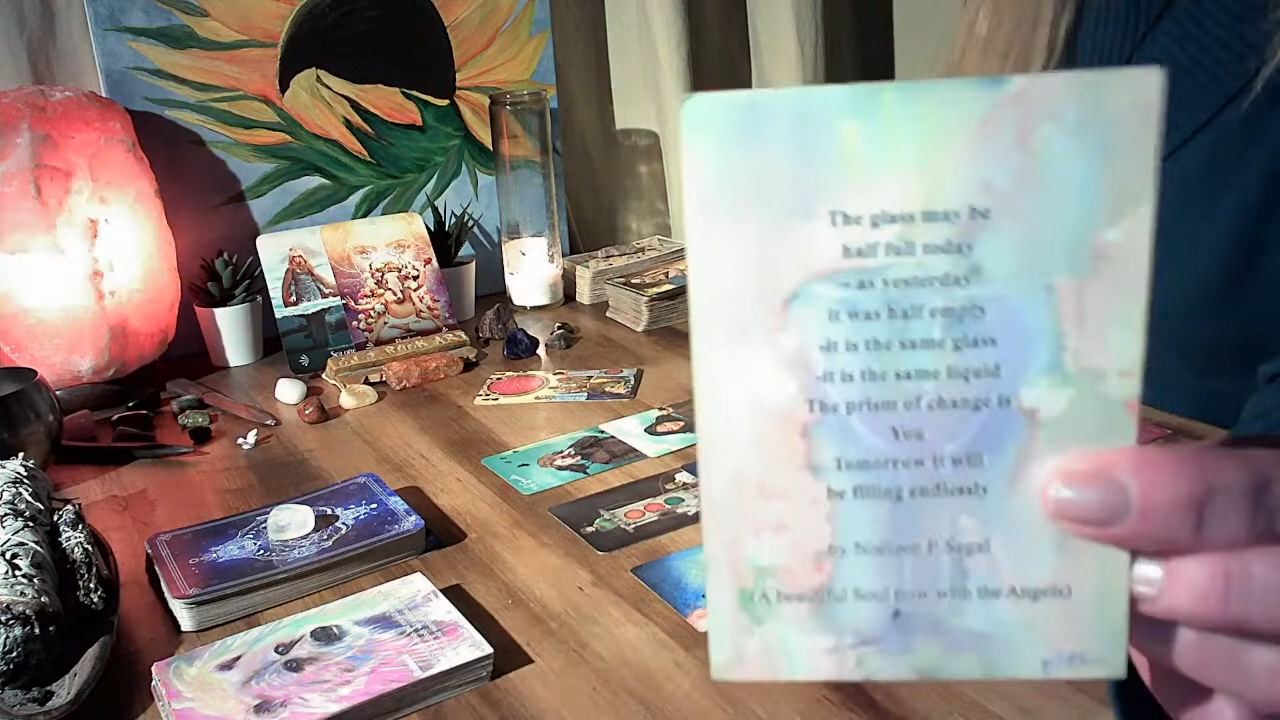 The glass may be
half full today
- as yesterday
it was half empty
-it is the same glass
-it is the same liquid
The prism of change is
You
Tomorrow it will
be filling endlessly
by P. Segal
(A beautiful Soul now with the Angels)